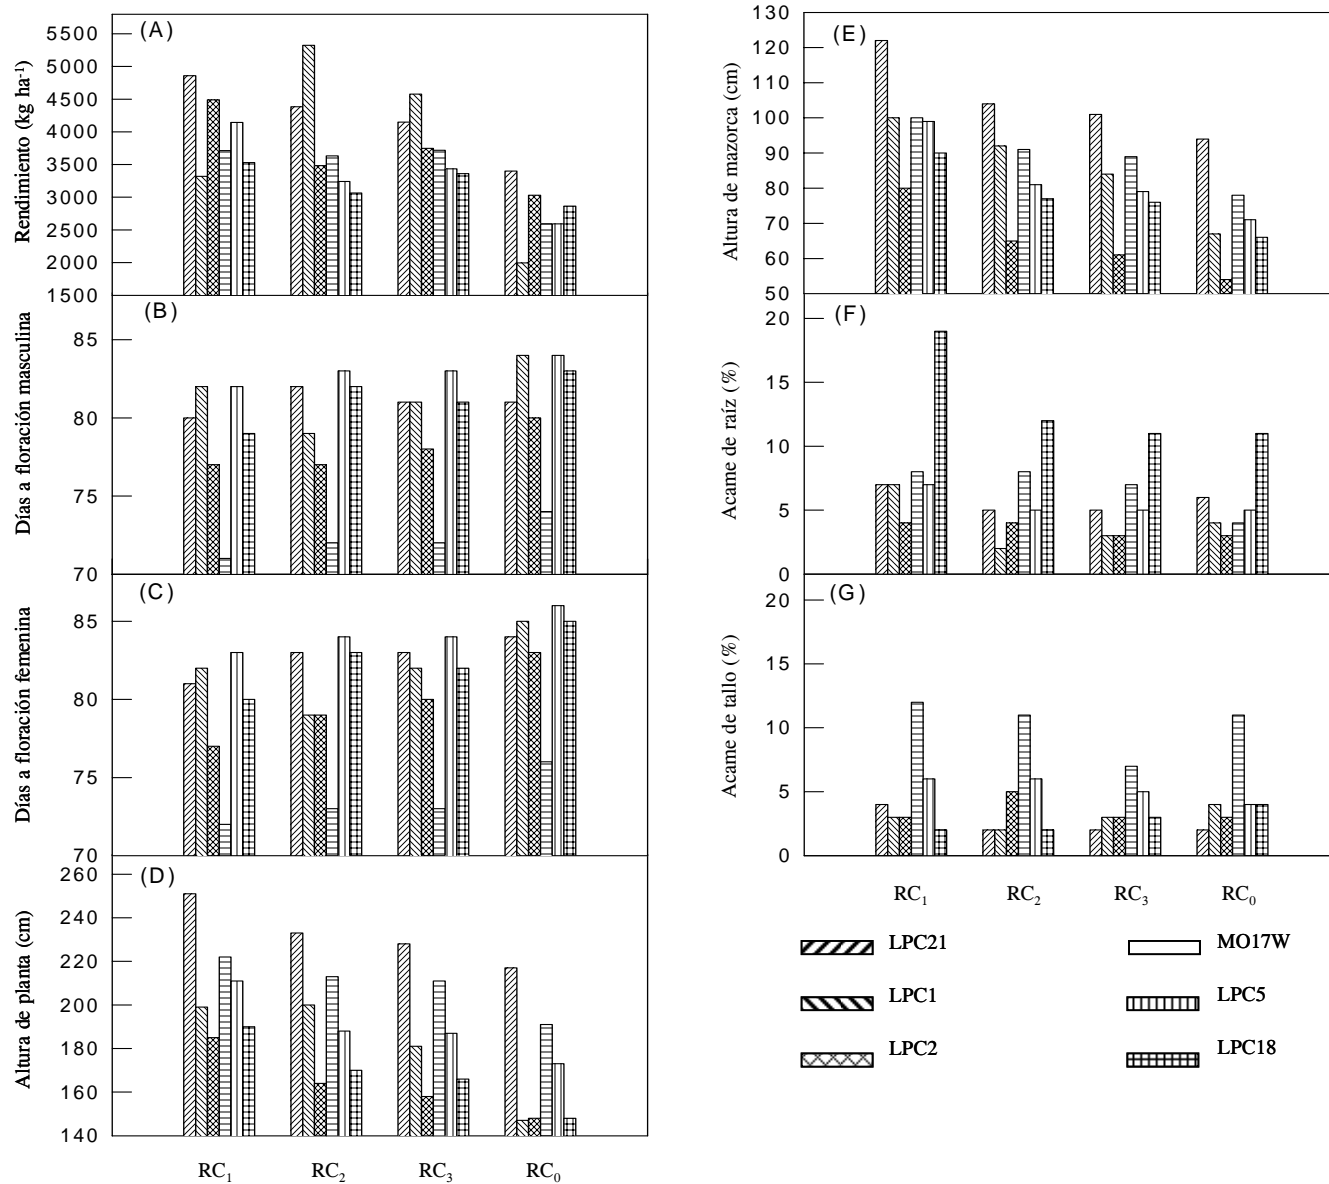 (A)
Rendimiento (kg ha⁻¹)
5500
5000
4500
4000
3500
3000
2500
2000
1500
(B)
Días a floración masculina
85
80
75
70
(C)
Días a floración femenina
85
80
75
70
(D)
Altura de planta (cm)
260
240
220
200
180
160
140
RC₁ RC₂ RC₃ RC₀
(E)
Altura de mazorca (cm)
130
120
110
100
90
80
70
60
50
(F)
Acame de raíz (%)
20
15
10
5
0
(G)
Acame de tallo (%)
20
15
10
5
0
RC₁ RC₂ RC₃ RC₀
LPC21
LPC1
LPC2
MO17W
LPC5
LPC18